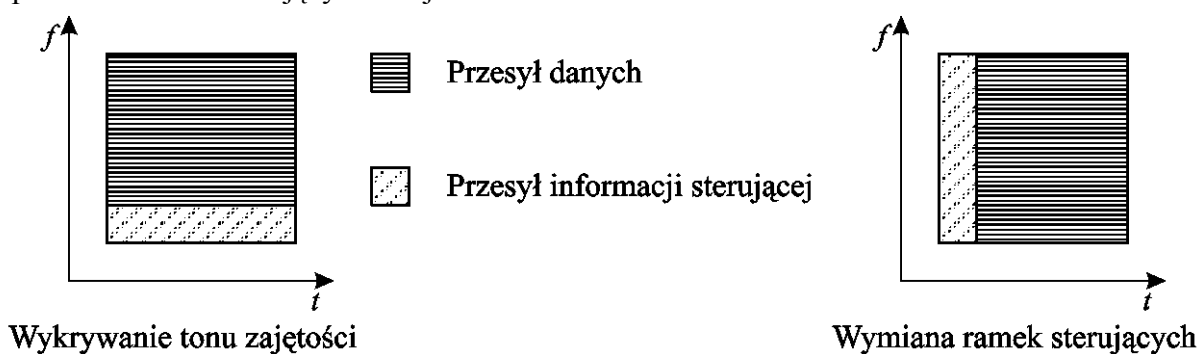 f
Przesył danych
Przesył informacji sterującej
t
Wykrywanie tonu zajętości
f
t
Wymiana ramek sterujących